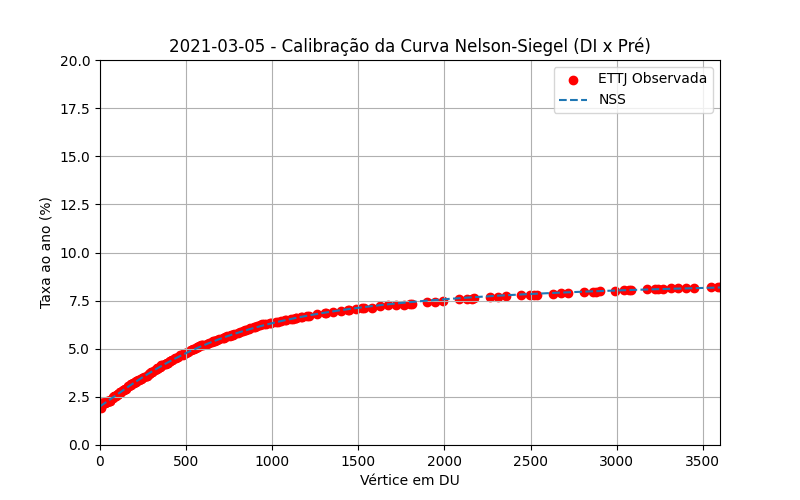 2021-03-05 - Calibração da Curva Nelson-Siegel (DI x Pré)
20.0
17.5
15.0
12.5
10.0
7.5
5.0
2.5
0.0
Taxa ao ano (%)
ETTJ Observada
NSS
0 500 1000 1500 2000 2500 3000 3500
Vértice em DU